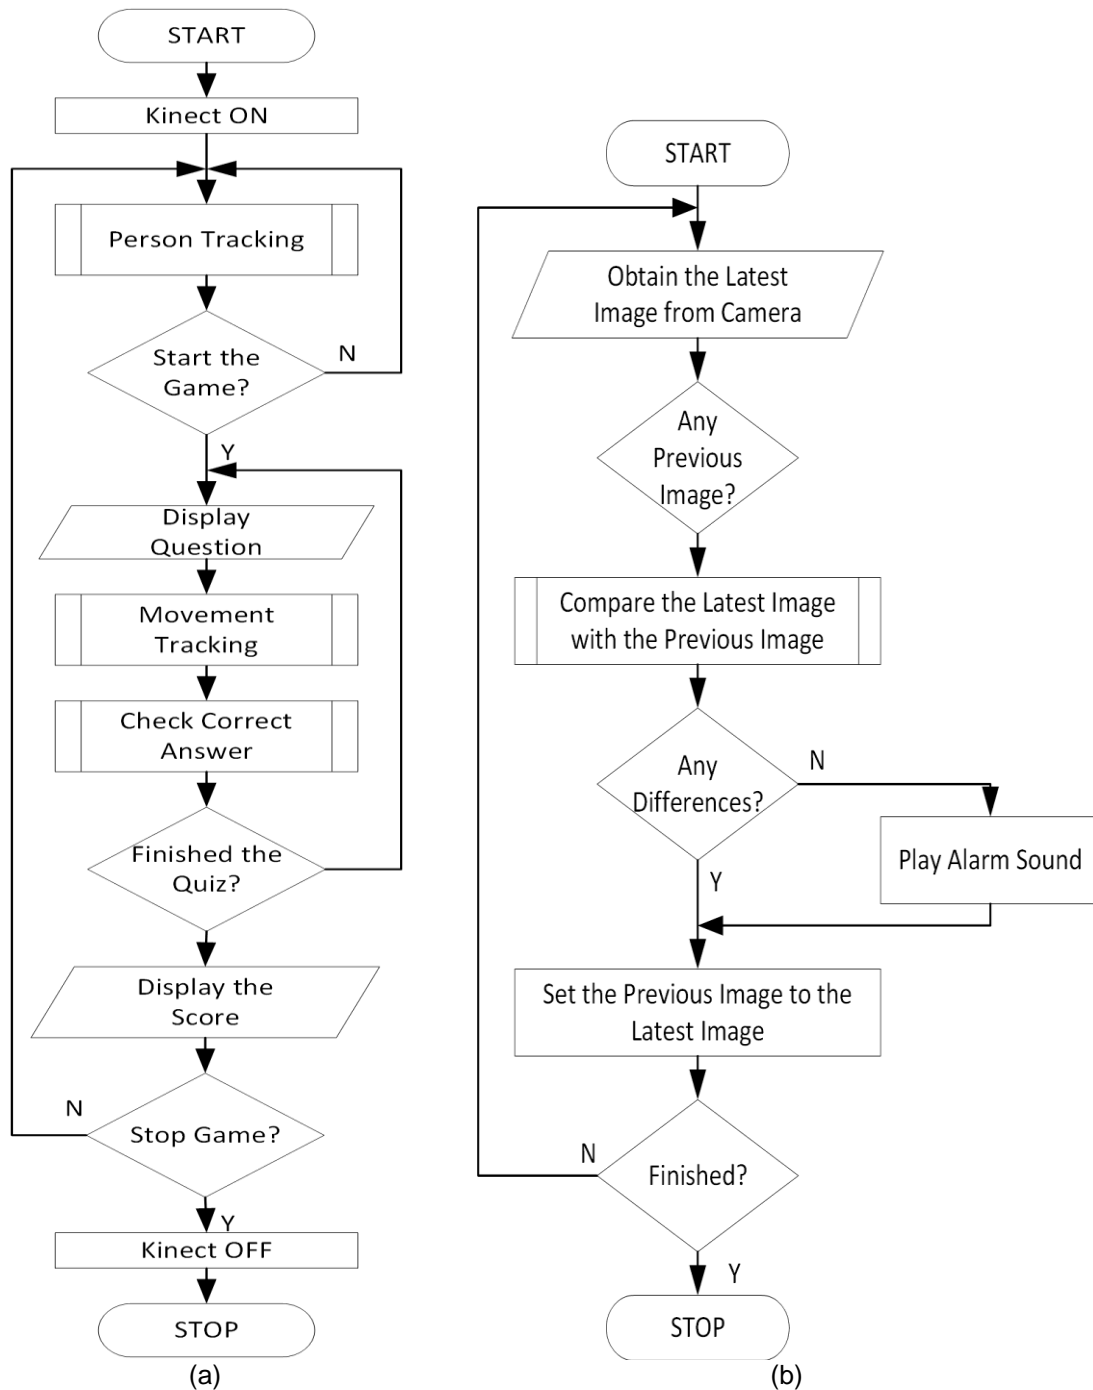 START
Kinect ON
Person Tracking
Start the
Game?
N
Y
Display
Question
Movement
Tracking
Check Correct
Answer
Finished the
Quiz?
Display the
Score
Stop Game?
N
Y
Kinect OFF
STOP
(a)
START
Obtain the Latest
Image from Camera
Any
Previous
Image?
Compare the Latest Image
with the Previous Image
Any
Differences?
N
Play Alarm Sound
Y
Set the Previous Image to the
Latest Image
Finished?
N
Y
STOP
(b)